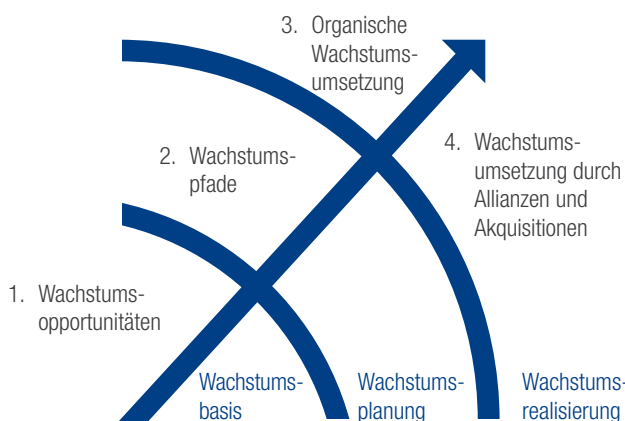 3. Organische
Wachstums-
umsetzung
2. Wachstums-
pfade
4. Wachstums-
umsetzung durch
Allianzen und
Akquisitionen
1. Wachstums-
opportunitäten
Wachstums-
basis
Wachstums-
planung
Wachstums-
realisierung